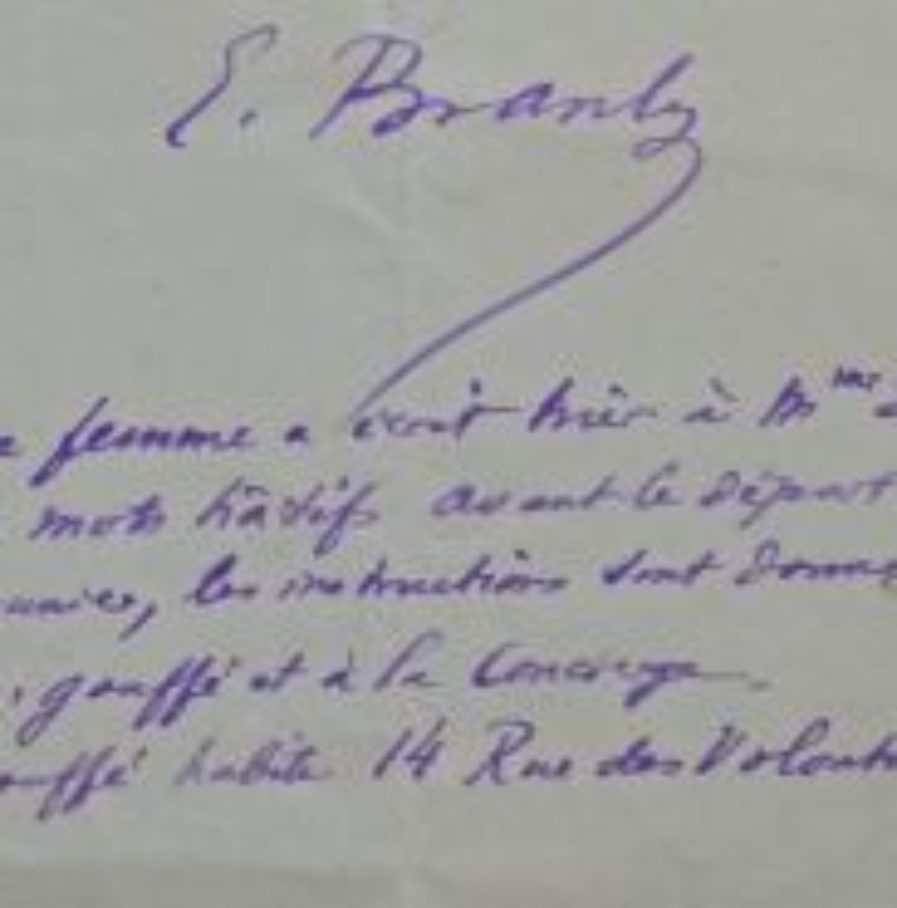 E. Branly
femme a écrit hier à Mme
mots hâtifs avant le départ
les instructions sont donné
gouffé et à la Concierge.
ouffé habite 14 Rue des Volont